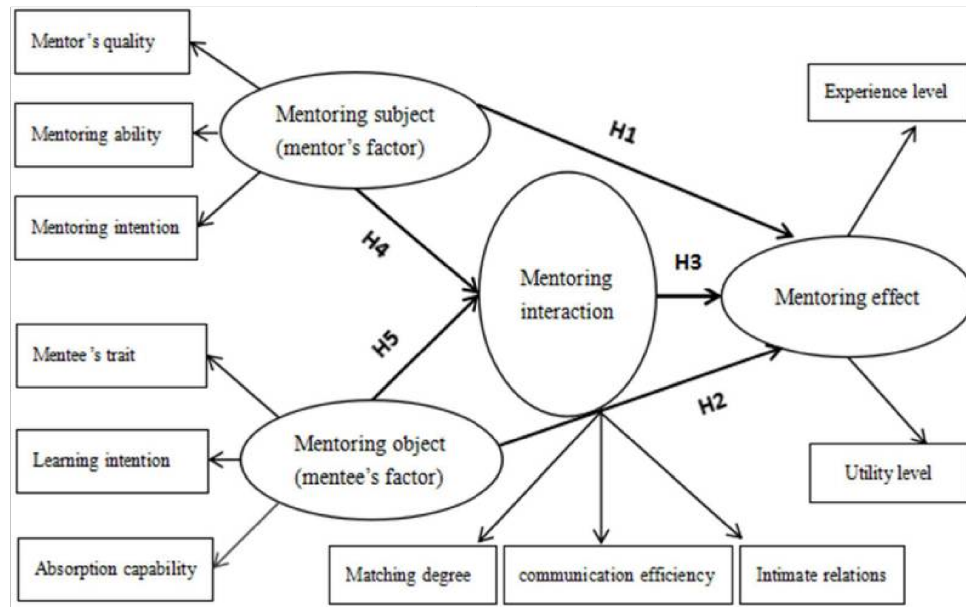 Mentor's quality
Mentoring ability
Mentoring intention
Mentoring subject
(mentor's factor)
H1
Experience level
H4
Mentoring
interaction
H3
Mentoring effect
H5
H2
Mentee's trait
Learning intention
Absorption capability
Mentoring object
(mentee's factor)
Utility level
Matching degree
communication efficiency
Intimate relations